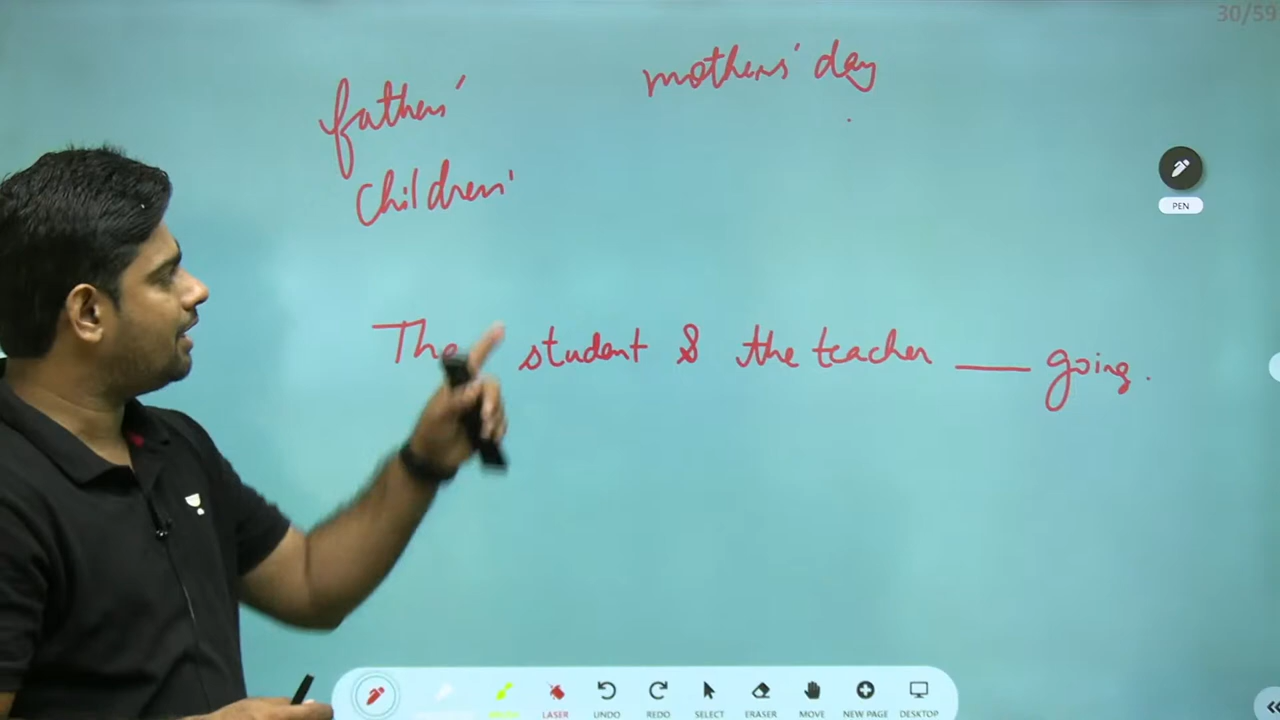 30/59
mothers' day
fathers'
children'
PEN
The student & the teacher ___ going.
LASER UNDO REDO SELECT ERASER MOVE NEW PAGE DESKTOP